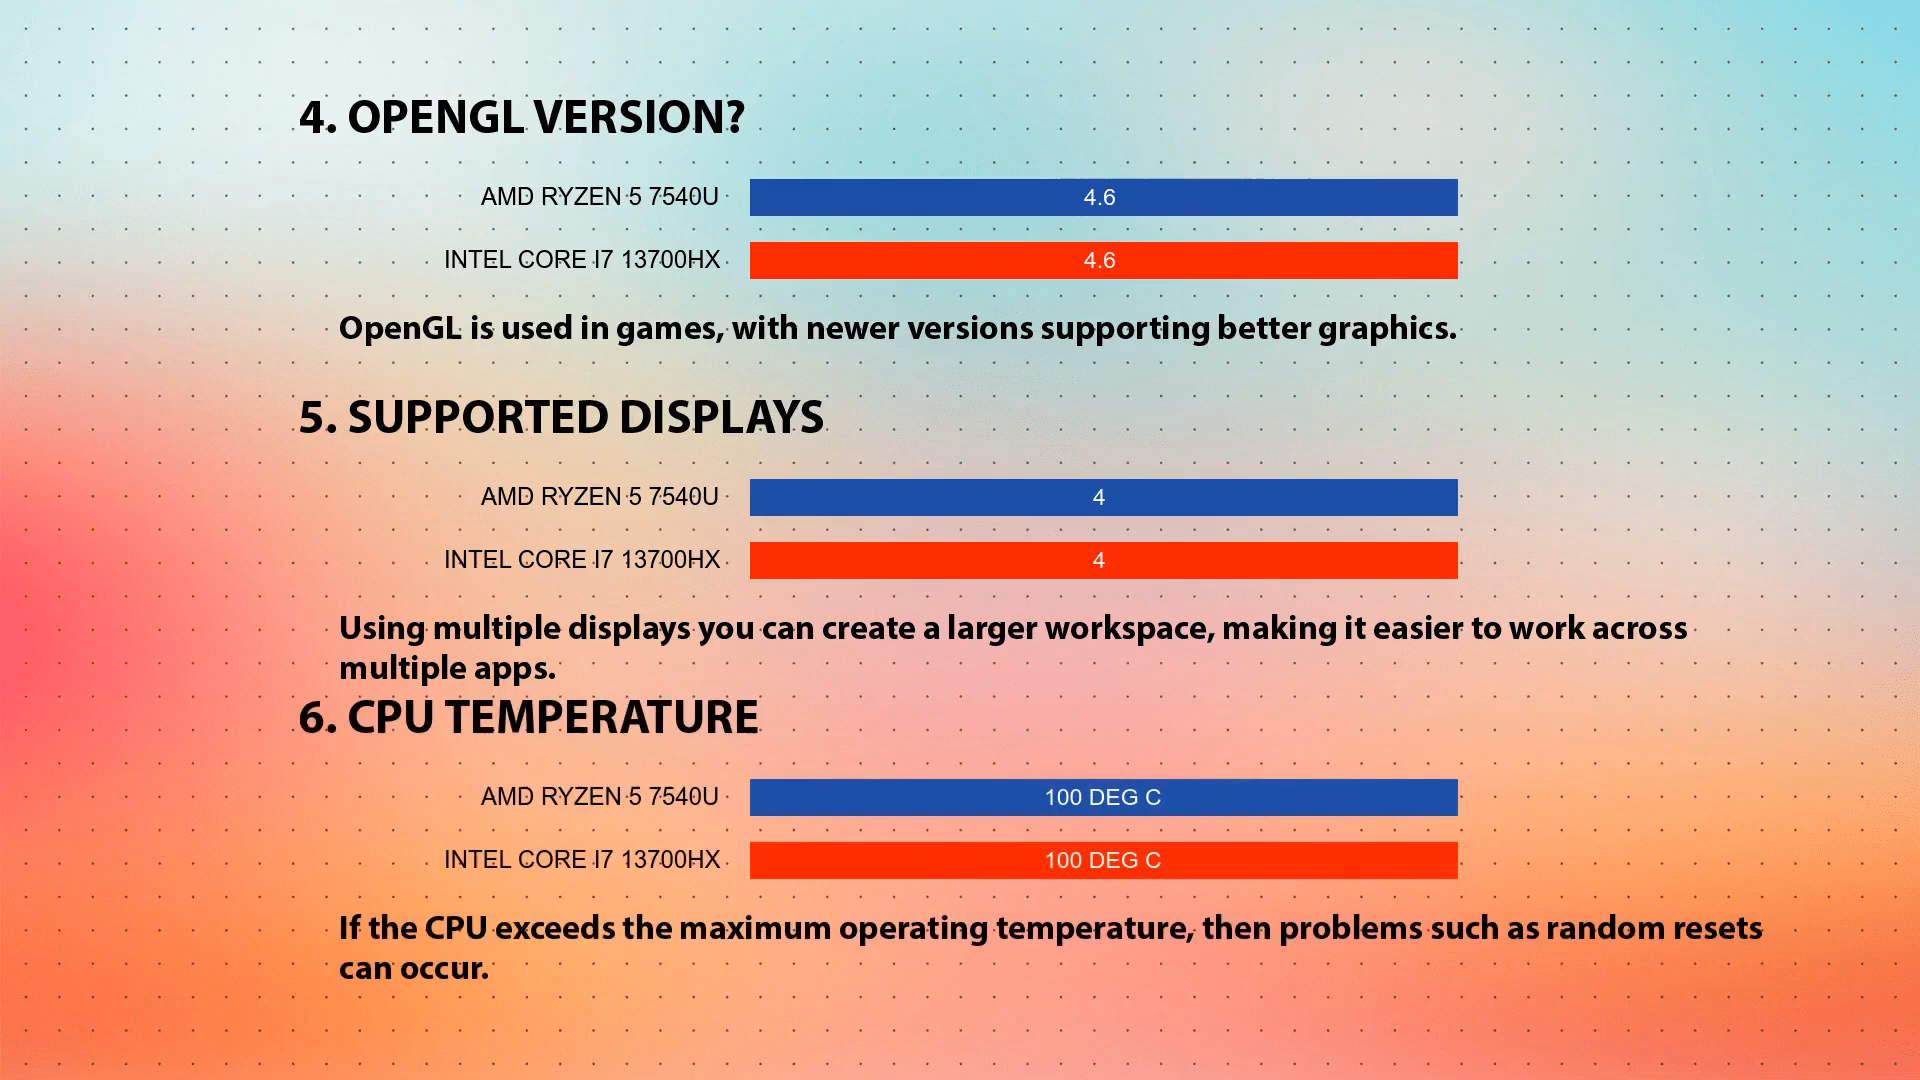 4. OPENGL VERSION?
AMD RYZEN 5 7540U
4.6
INTEL CORE I7 13700HX
4.6
OpenGL is used in games, with newer versions supporting better graphics.
5. SUPPORTED DISPLAYS
AMD RYZEN 5 7540U
4
INTEL CORE I7 13700HX
4
Using multiple displays you can create a larger workspace, making it easier to work across
multiple apps.
6. CPU TEMPERATURE
AMD RYZEN 5 7540U
100 DEG C
INTEL CORE I7 13700HX
100 DEG C
If the CPU exceeds the maximum operating temperature, then problems such as random resets
can occur.